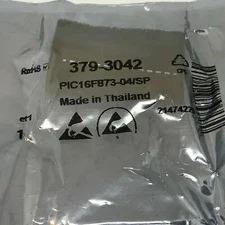 RoHS
379-3042
PIC16F873-04/SP
Made in Thailand